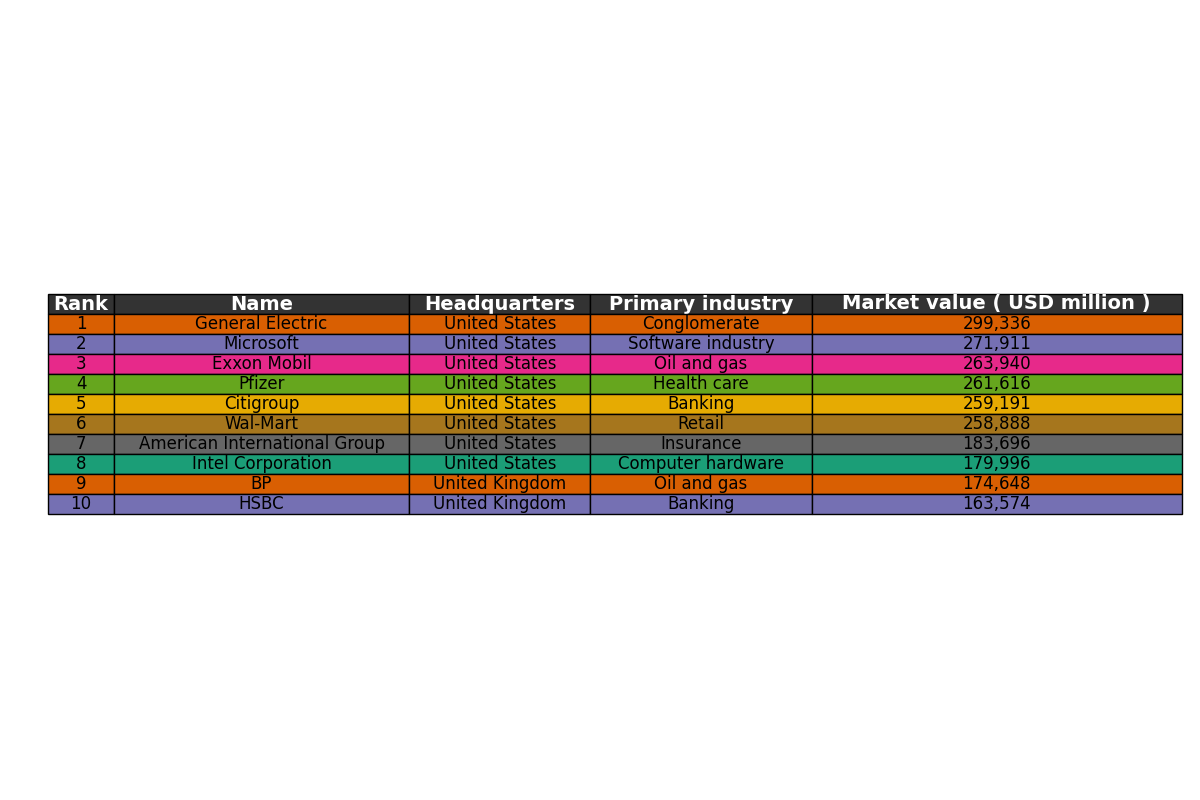 Rank Name Headquarters Primary industry Market value ( USD million )
1 General Electric United States Conglomerate 299,336
2 Microsoft United States Software industry 271,911
3 Exxon Mobil United States Oil and gas 263,940
4 Pfizer United States Health care 261,616
5 Citigroup United States Banking 259,191
6 Wal-Mart United States Retail 258,888
7 American International Group United States Insurance 183,696
8 Intel Corporation United States Computer hardware 179,996
9 BP United Kingdom Oil and gas 174,648
10 HSBC United Kingdom Banking 163,574